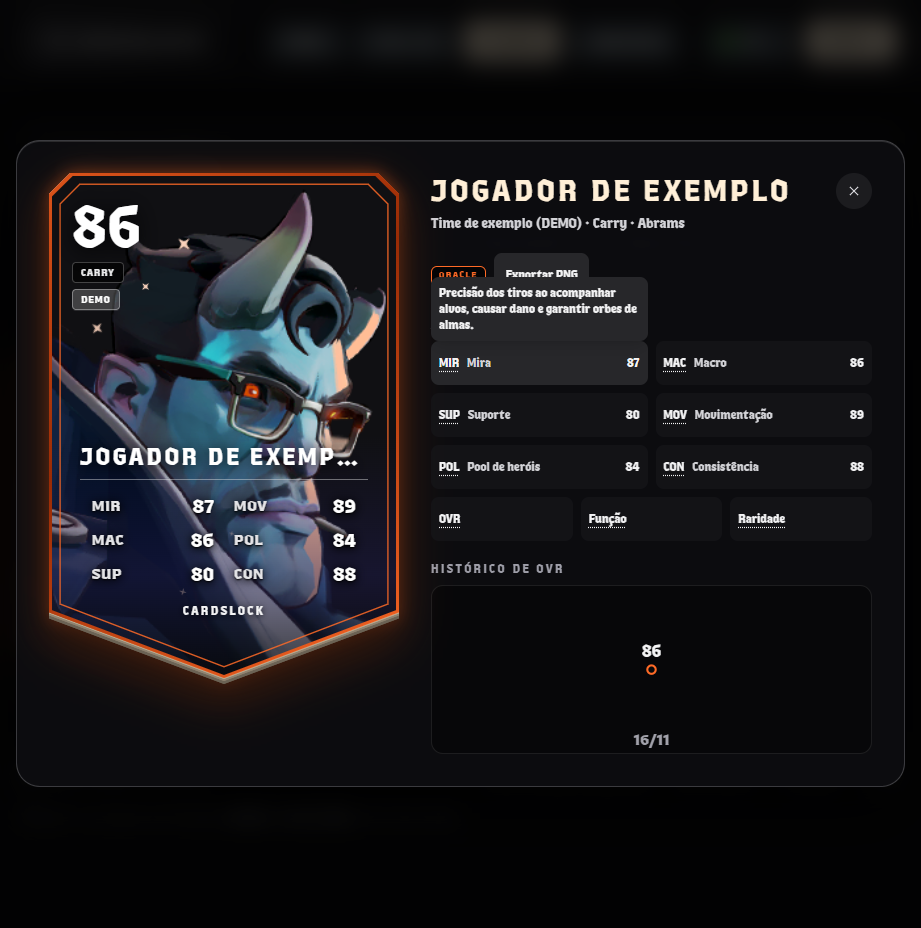 86
CARRY
DEMO
JOGADOR DE EXEMP...
MIR 87 MOV 89
MAC 86 POL 84
SUP 80 CON 88
CARDSLOCK
JOGADOR DE EXEMPLO
×
Time de exemplo (DEMO) · Carry · Abrams
ORACLE Exportar PNG
Precisão dos tiros ao acompanhar
alvos, causar dano e garantir orbes de
almas.
MIR Mira 87 MAC Macro 86
SUP Suporte 80 MOV Movimentação 89
POL Pool de heróis 84 CON Consistência 88
OVR Função Raridade
HISTÓRICO DE OVR
86
16/11